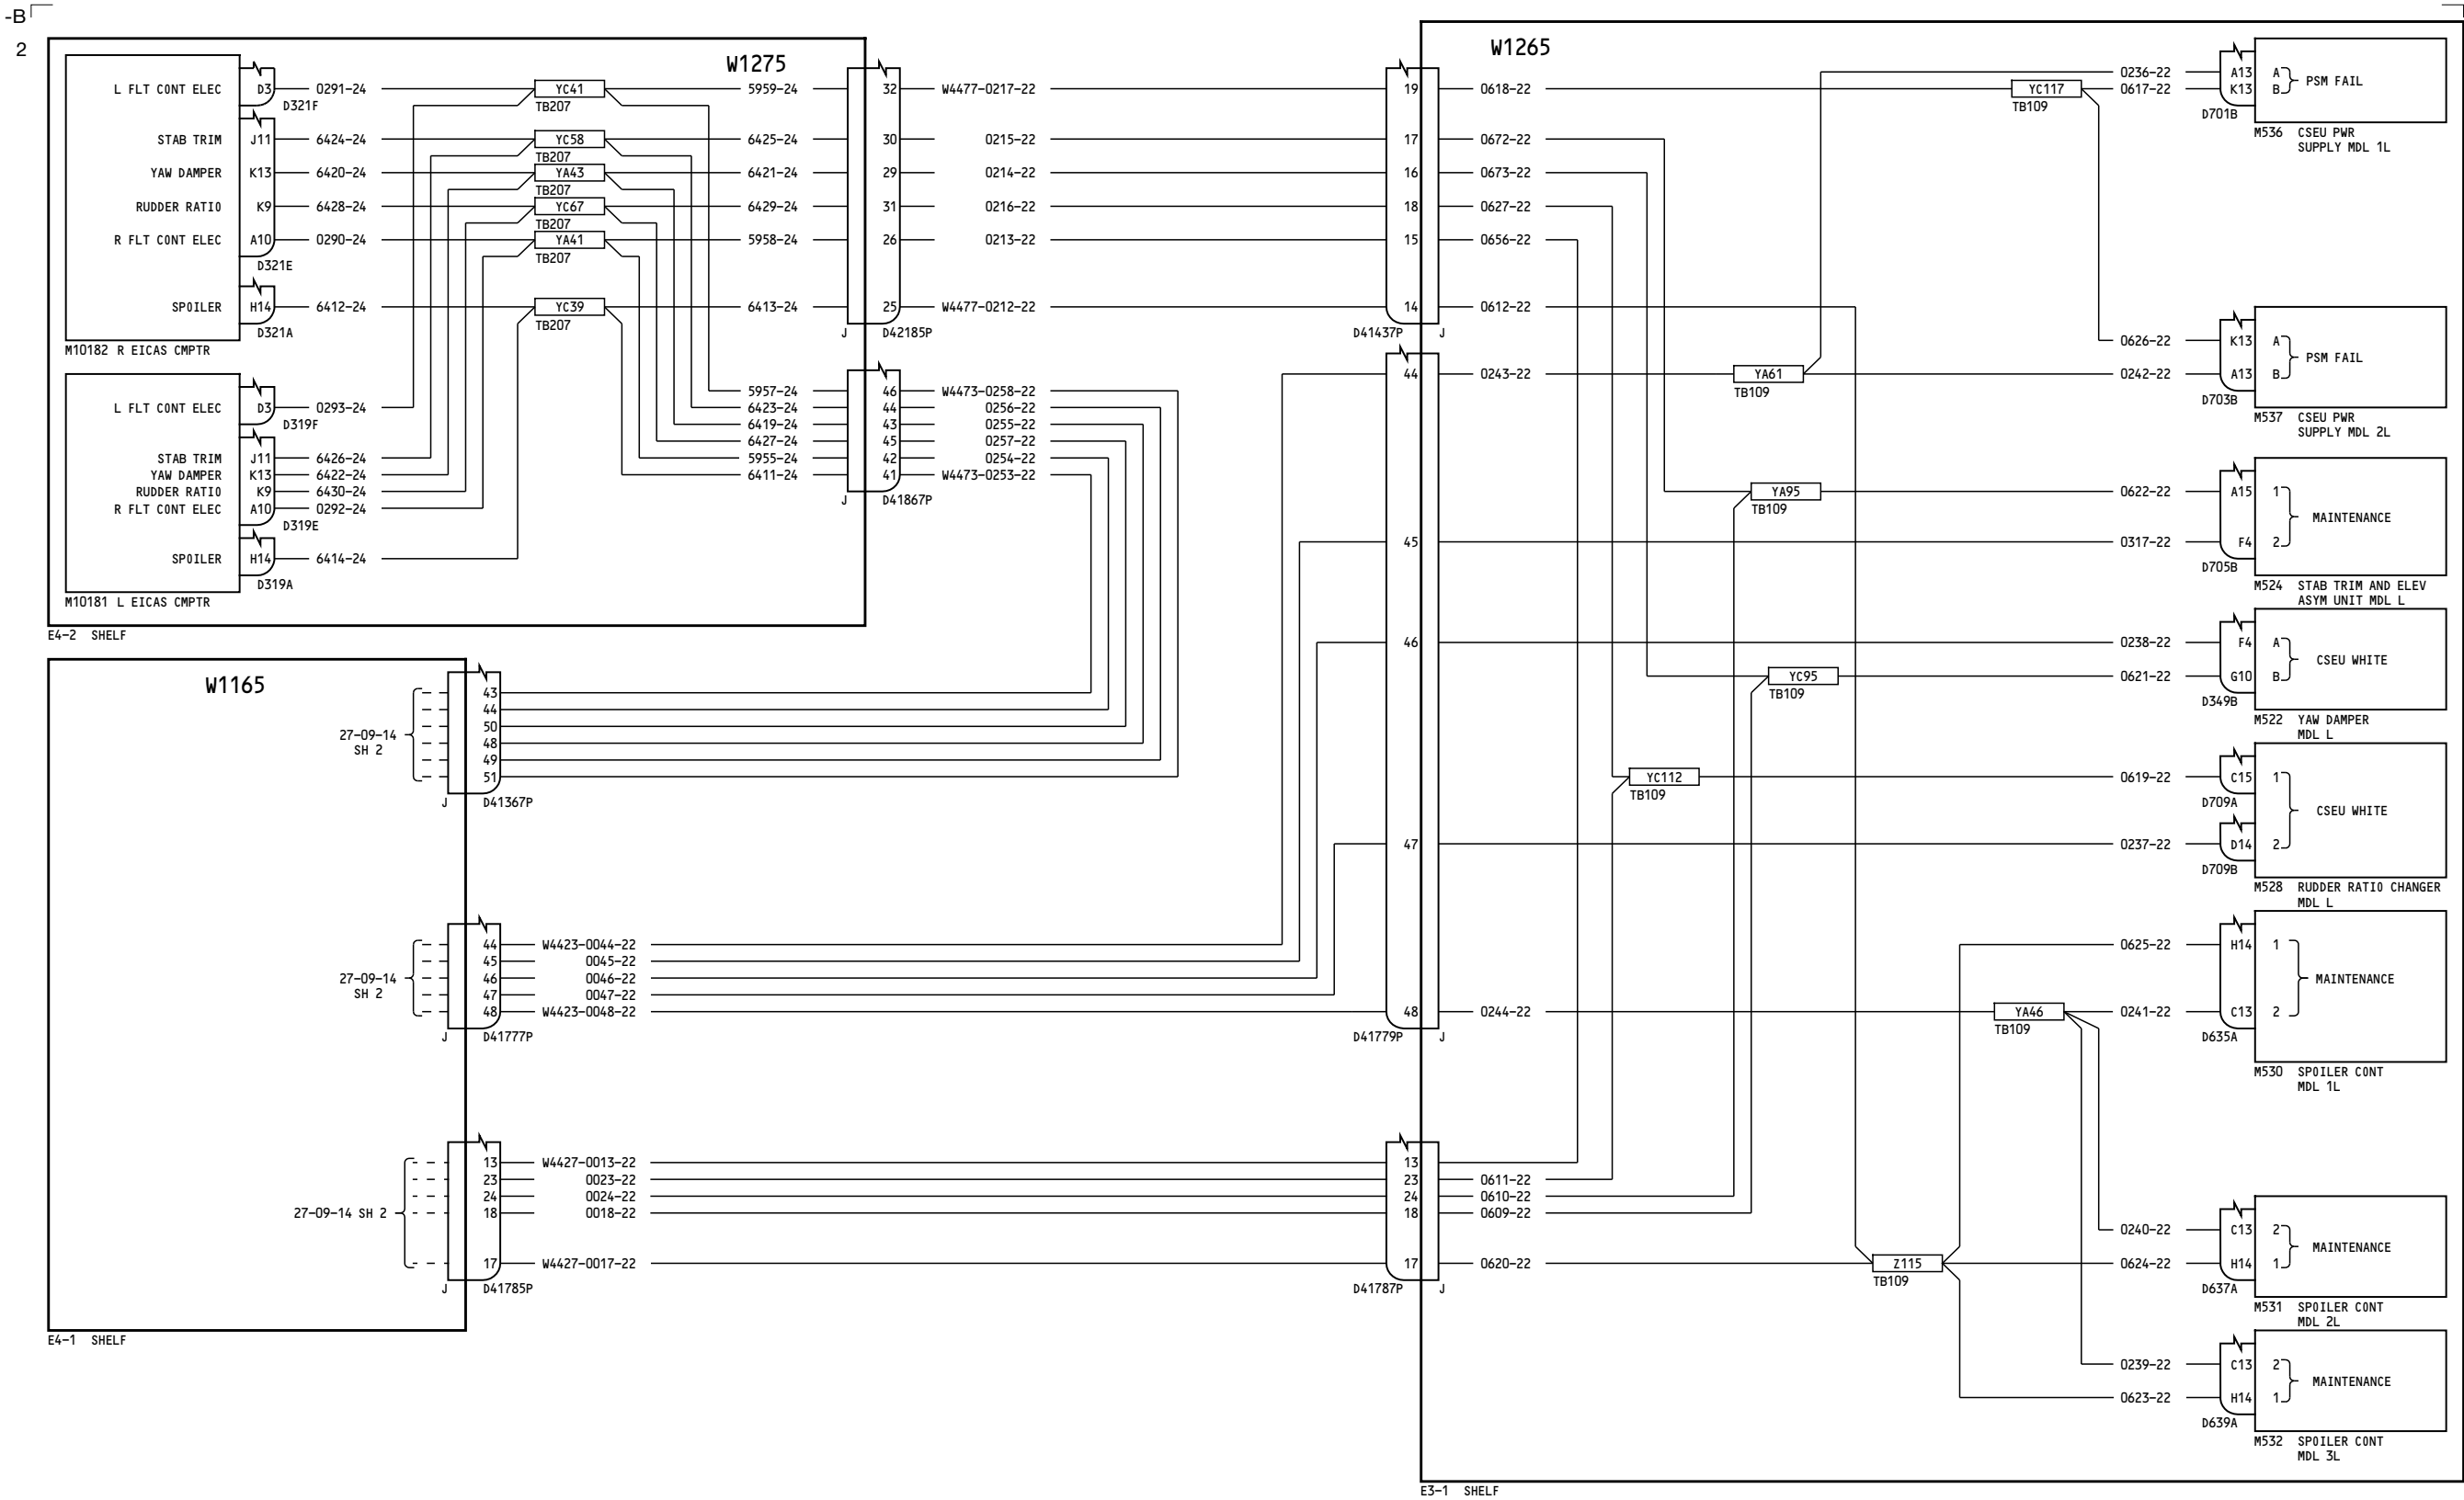 -B
2
W1275
L FLT CONT ELEC D3 0291-24 YC41 5959-24 32 W4477-0217-22
D321F TB207
STAB TRIM J11 6424-24 YC58 6425-24 30 0215-22
TB207
YAW DAMPER K13 6420-24 YA43 6421-24 29 0214-22
TB207
RUDDER RATIO K9 6428-24 YC67 6429-24 31 0216-22
TB207
R FLT CONT ELEC A10 0290-24 YA41 5958-24 26 0213-22
D321E TB207
SPOILER H14 6412-24 YC39 6413-24 25 W4477-0212-22
D321A TB207 J D42185P
M10182 R EICAS CMPTR
5957-24 46 W4473-0258-22
L FLT CONT ELEC D3 0293-24 6423-24 44 0256-22
D319F 6419-24 43 0255-22
6427-24 45 0257-22
STAB TRIM J11 6426-24 5955-24 42 0254-22
YAW DAMPER K13 6422-24 6411-24 41 W4473-0253-22
RUDDER RATIO K9 6430-24
J D41867P
R FLT CONT ELEC A10 0292-24
D319E
SPOILER H14 6414-24
D319A
M10181 L EICAS CMPTR
E4-2 SHELF
W1165
43
44
50
27-09-14
SH 2
48
49
51
J D41367P
44 W4423-0044-22
45 0045-22
27-09-14
SH 2
46 0046-22
47 0047-22
48 W4423-0048-22
J D41777P
13 W4427-0013-22
23 0023-22
24 0024-22
27-09-14 SH 2
18 0018-22
17 W4427-0017-22
J D41785P
E4-1 SHELF
W1265
19 0618-22
17 0672-22
16 0673-22
18 0627-22
15 0656-22
14 0612-22
D41437P J
44 0243-22
45
46
47
48 0244-22
D41779P J
13
23 0611-22
24 0610-22
18 0609-22
17 0620-22
D41787P J
YC117
TB109
YA61
TB109
YA95
TB109
YC95
TB109
YC112
TB109
YA46
TB109
Z115
TB109
0236-22 A13 A
PSM FAIL
0617-22 K13 B
D701B
M536 CSEU PWR
SUPPLY MDL 1L
0626-22 K13 A
PSM FAIL
0242-22 A13 B
D703B
M537 CSEU PWR
SUPPLY MDL 2L
0622-22 A15 1
MAINTENANCE
0317-22 F4 2
D705B
M524 STAB TRIM AND ELEV
ASYM UNIT MDL L
0238-22 F4 A
CSEU WHITE
0621-22 G10 B
D349B
M522 YAW DAMPER
MDL L
0619-22 C15 1
D709A
CSEU WHITE
0237-22 D14 2
D709B
M528 RUDDER RATIO CHANGER
MDL L
0625-22 H14 1
MAINTENANCE
0241-22 C13 2
D635A
M530 SPOILER CONT
MDL 1L
0240-22 C13 2
MAINTENANCE
0624-22 H14 1
D637A
M531 SPOILER CONT
MDL 2L
0239-22 C13 2
MAINTENANCE
0623-22 H14 1
D639A
M532 SPOILER CONT
MDL 3L
E3-1 SHELF